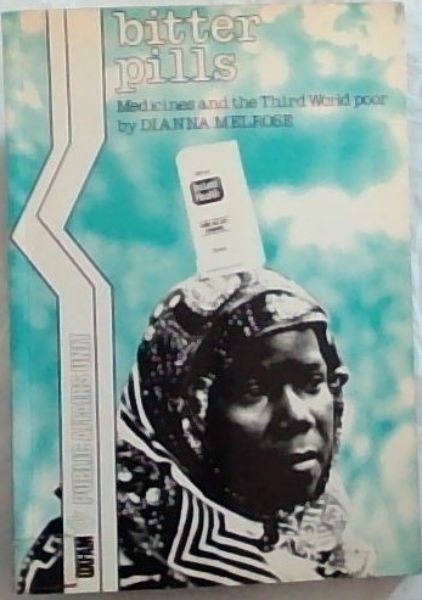 bitter
pills
Medicines and the Third World poor
by DIANNA MELROSE
OXFAM
PUBLIC AFFAIRS UNIT